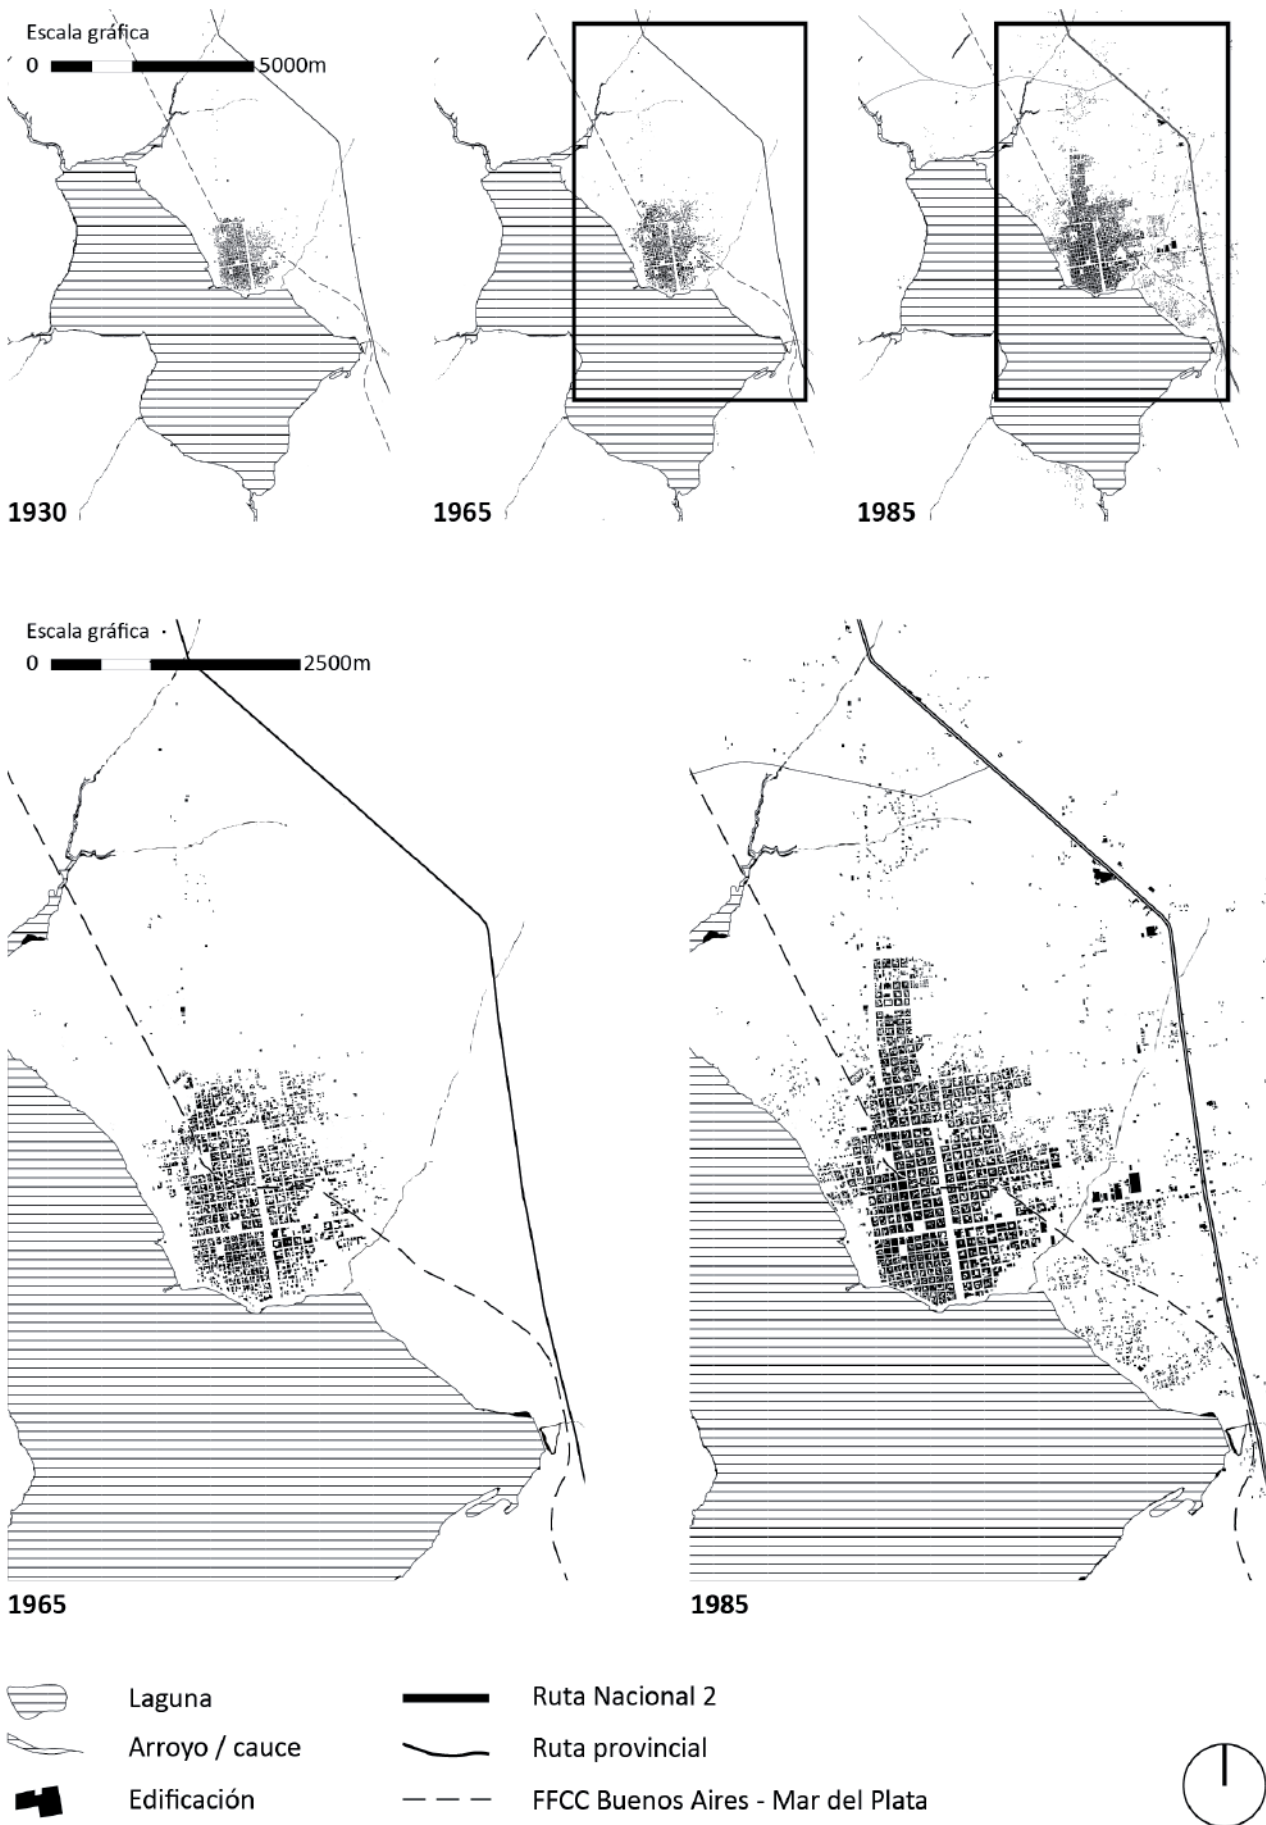 Escala gráfica
0 5000m
1930
1965
1985
Escala gráfica
0 2500m
1965
1985
Laguna
Ruta Nacional 2
Arroyo / cauce
Ruta provincial
Edificación
FFCC Buenos Aires - Mar del Plata